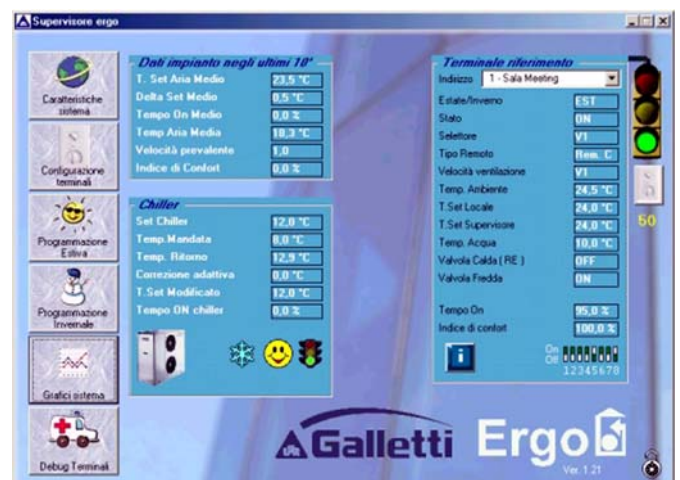 Supervisore ergo
Caratteristiche
sistema
Configurazione
terminali
Programmazione
Estiva
Programmazione
Invernale
Grafici sistema
Debug Terminali
Dati impianto negli ultimi 10'
T. Set Aria Medio 23,5 °C
Delta Set Medio 0,5 °C
Tempo On Medio 0,0 %
Temp Aria Media 18,3 °C
Velocità prevalente 1,0
Indice di Confort 0,0 %
Chiller
Set Chiller 12,0 °C
Temp.Mandata 8,0 °C
Temp. Ritorno 12,9 °C
Correzione adattiva 0,0 °C
T.Set Modificato 12,0 °C
Tempo ON chiller 0,0 %
Terminale riferimento
Indirizzo 1 - Sala Meeting
Estate/Inverno EST
Stato ON
Selettore V1
Tipo Remoto Rem. C
Velocità ventilazione V1
Temp. Ambiente 24,5 °C
T.Set Locale 24,0 °C
T.Set Supervisore 24,0 °C
Temp. Acqua 10,0 °C
Valvola Calda ( RE ) OFF
Valvola Fredda ON
Tempo On 95,0 %
Indice di confort 100,0 %
On
Off
12345678
60
Galletti Ergo
Ver. 1.21